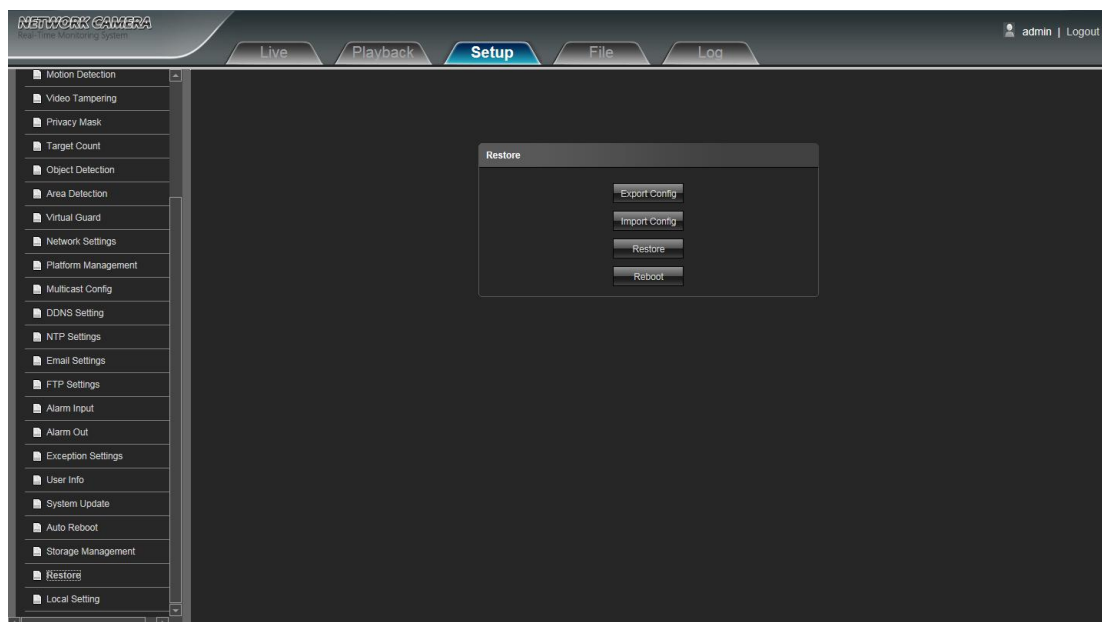 NETWORK CAMERA
Real-Time Monitoring System
admin | Logout
Live
Playback
Setup
File
Log
Motion Detection
Video Tampering
Privacy Mask
Target Count
Object Detection
Area Detection
Virtual Guard
Network Settings
Platform Management
Multicast Config
DDNS Setting
NTP Settings
Email Settings
FTP Settings
Alarm Input
Alarm Out
Exception Settings
User Info
System Update
Auto Reboot
Storage Management
Restore
Local Setting
Restore
Export Config
Import Config
Restore
Reboot